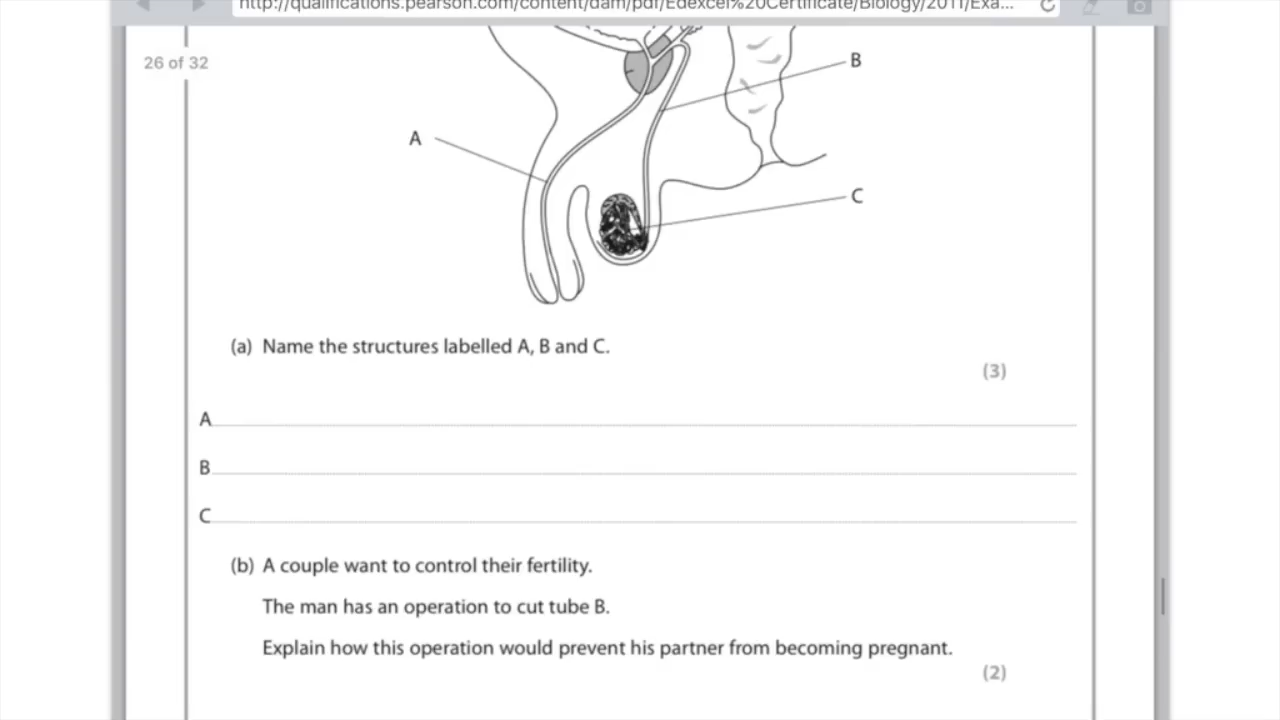 http://qualifications.pearson.com/content/dam/pdf/Edexcel%20Certificate/Biology/2011/Exa...
26 of 32
B
A
C
(a) Name the structures labelled A, B and C.
(3)
A
B
C
(b) A couple want to control their fertility.
The man has an operation to cut tube B.
Explain how this operation would prevent his partner from becoming pregnant.
(2)